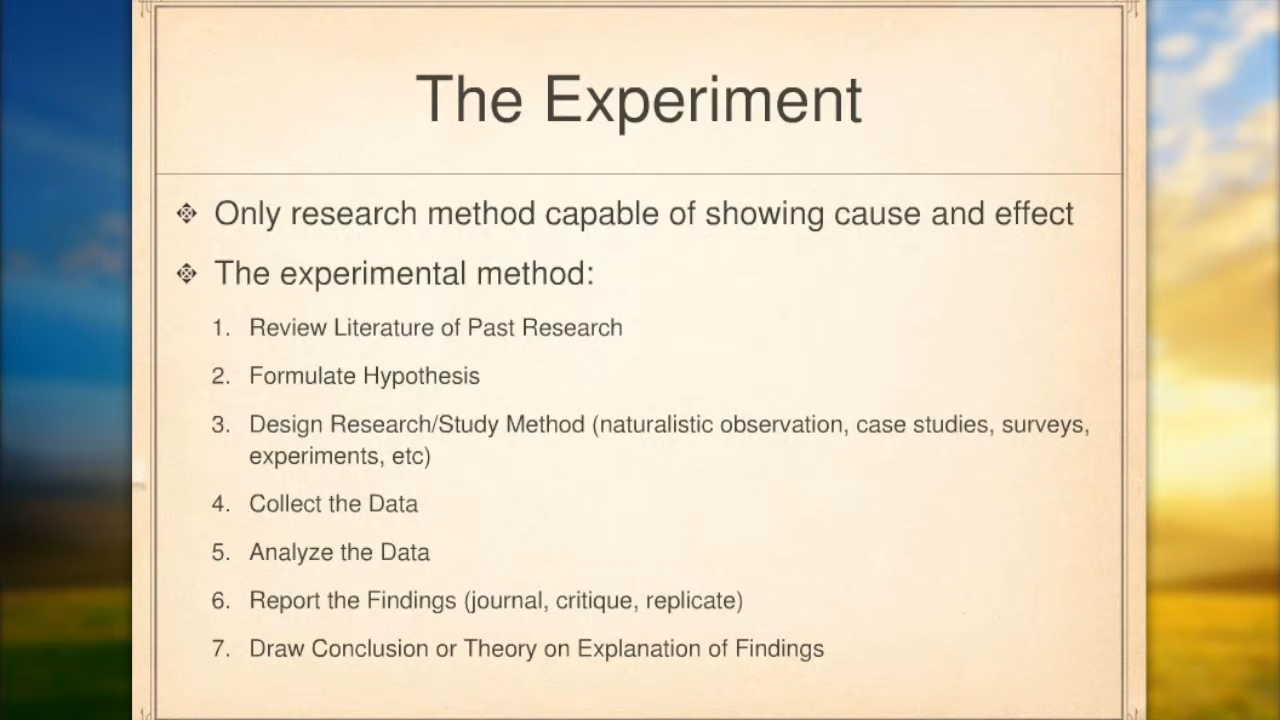 The Experiment
Only research method capable of showing cause and effect
The experimental method:
1. Review Literature of Past Research
2. Formulate Hypothesis
3. Design Research/Study Method (naturalistic observation, case studies, surveys,
experiments, etc)
4. Collect the Data
5. Analyze the Data
6. Report the Findings (journal, critique, replicate)
7. Draw Conclusion or Theory on Explanation of Findings